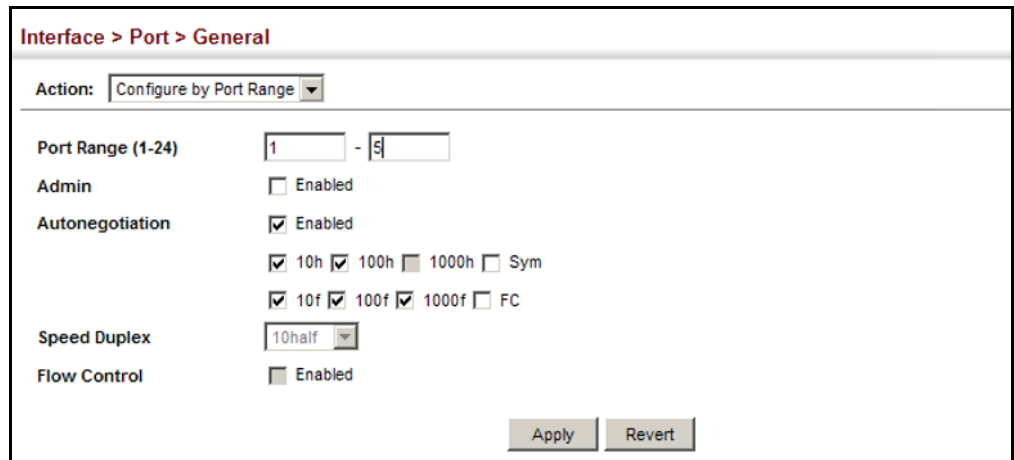 Interface > Port > General
Action: Configure by Port Range
Port Range (1-24) 1 - 5
Admin Enabled
Autonegotiation Enabled
10h 100h 1000h Sym
10f 100f 1000f FC
Speed Duplex 10half
Flow Control Enabled
Apply Revert